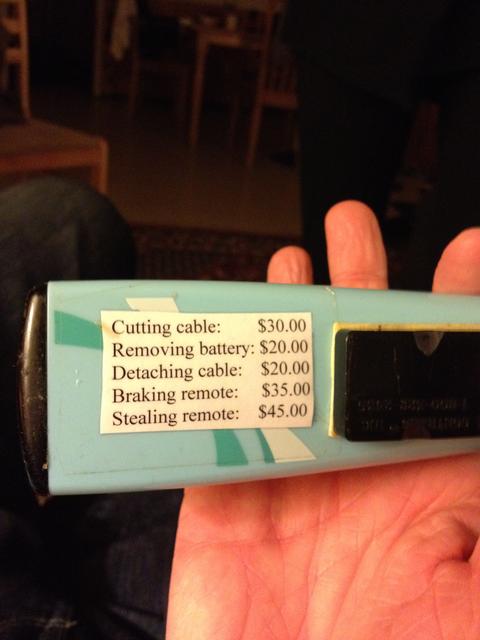 Cutting cable: $30.00
Removing battery: $20.00
Detaching cable: $20.00
Braking remote: $35.00
Stealing remote: $45.00